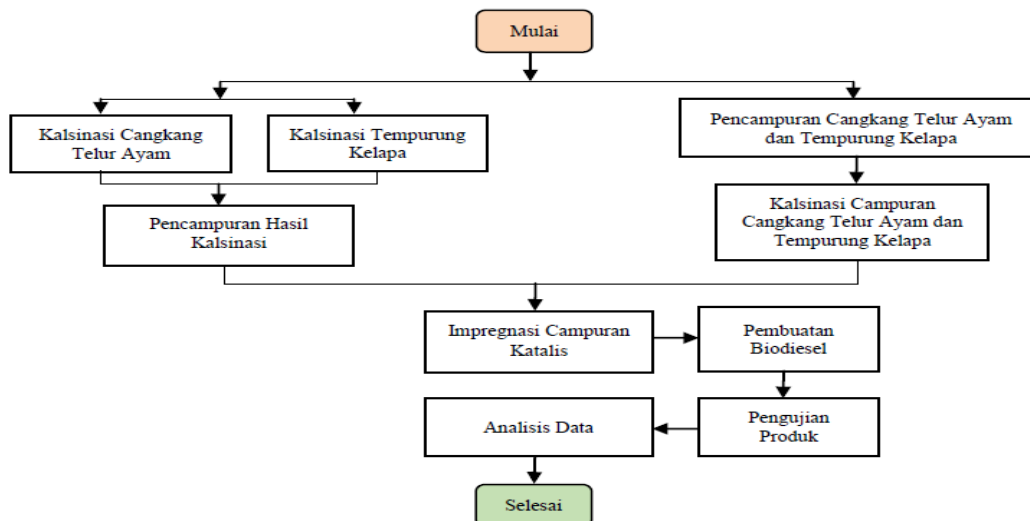 Mulai
Kalsinasi Cangkang
Telur Ayam
Kalsinasi Tempurung
Kelapa
Pencampuran Cangkang Telur Ayam
dan Tempurung Kelapa
Pencampuran Hasil
Kalsinasi
Kalsinasi Campuran
Cangkang Telur Ayam dan
Tempurung Kelapa
Impregnasi Campuran
Katalis
Pembuatan
Biodiesel
Analisis Data
Pengujian
Produk
Selesai